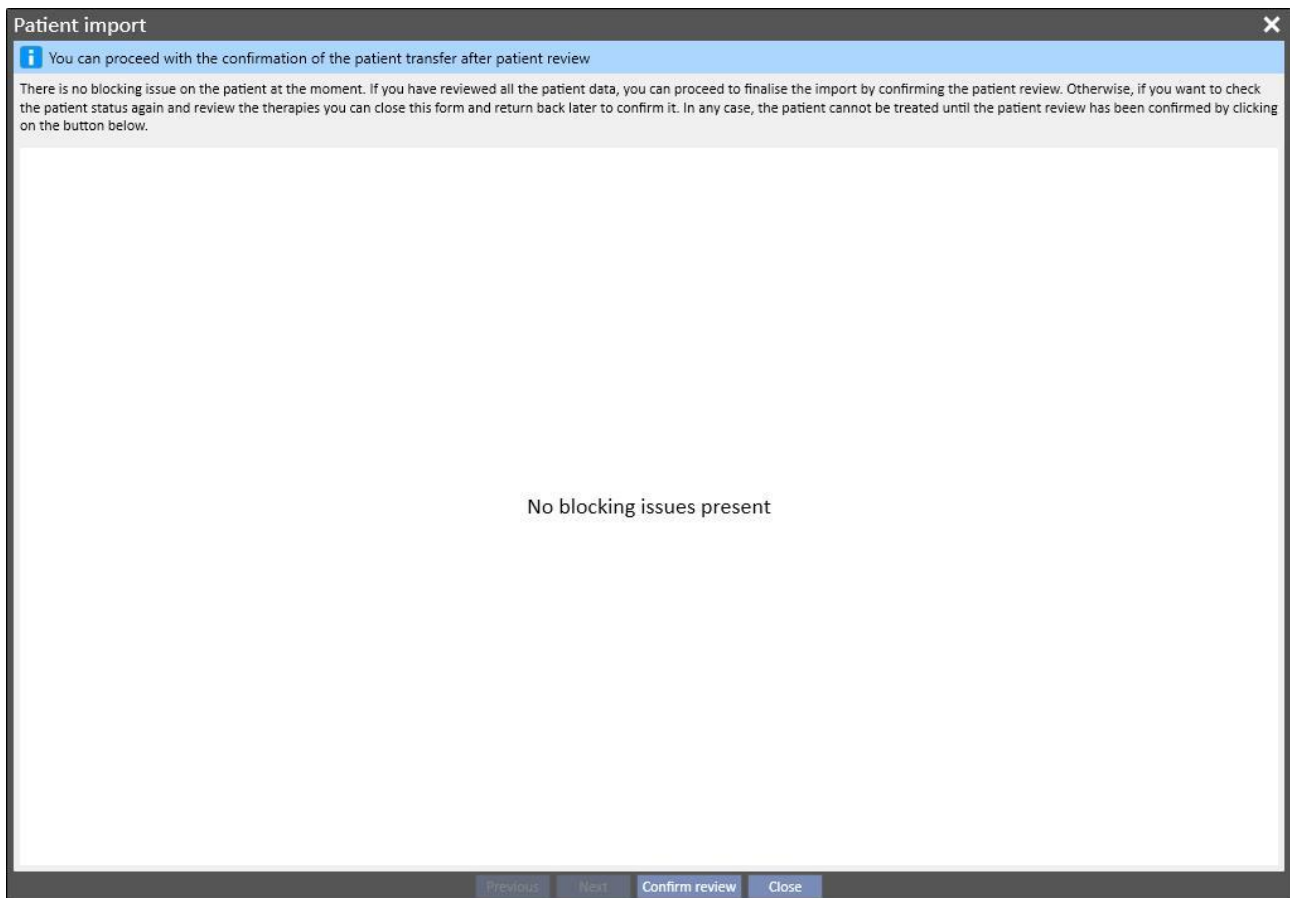 Patient import
You can proceed with the confirmation of the patient transfer after patient review
There is no blocking issue on the patient at the moment. If you have reviewed all the patient data, you can proceed to finalise the import by confirming the patient review. Otherwise, if you want to check
the patient status again and review the therapies you can close this form and return back later to confirm it. In any case, the patient cannot be treated until the patient review has been confirmed by clicking
on the button below.
No blocking issues present
Previous Next Confirm review Close